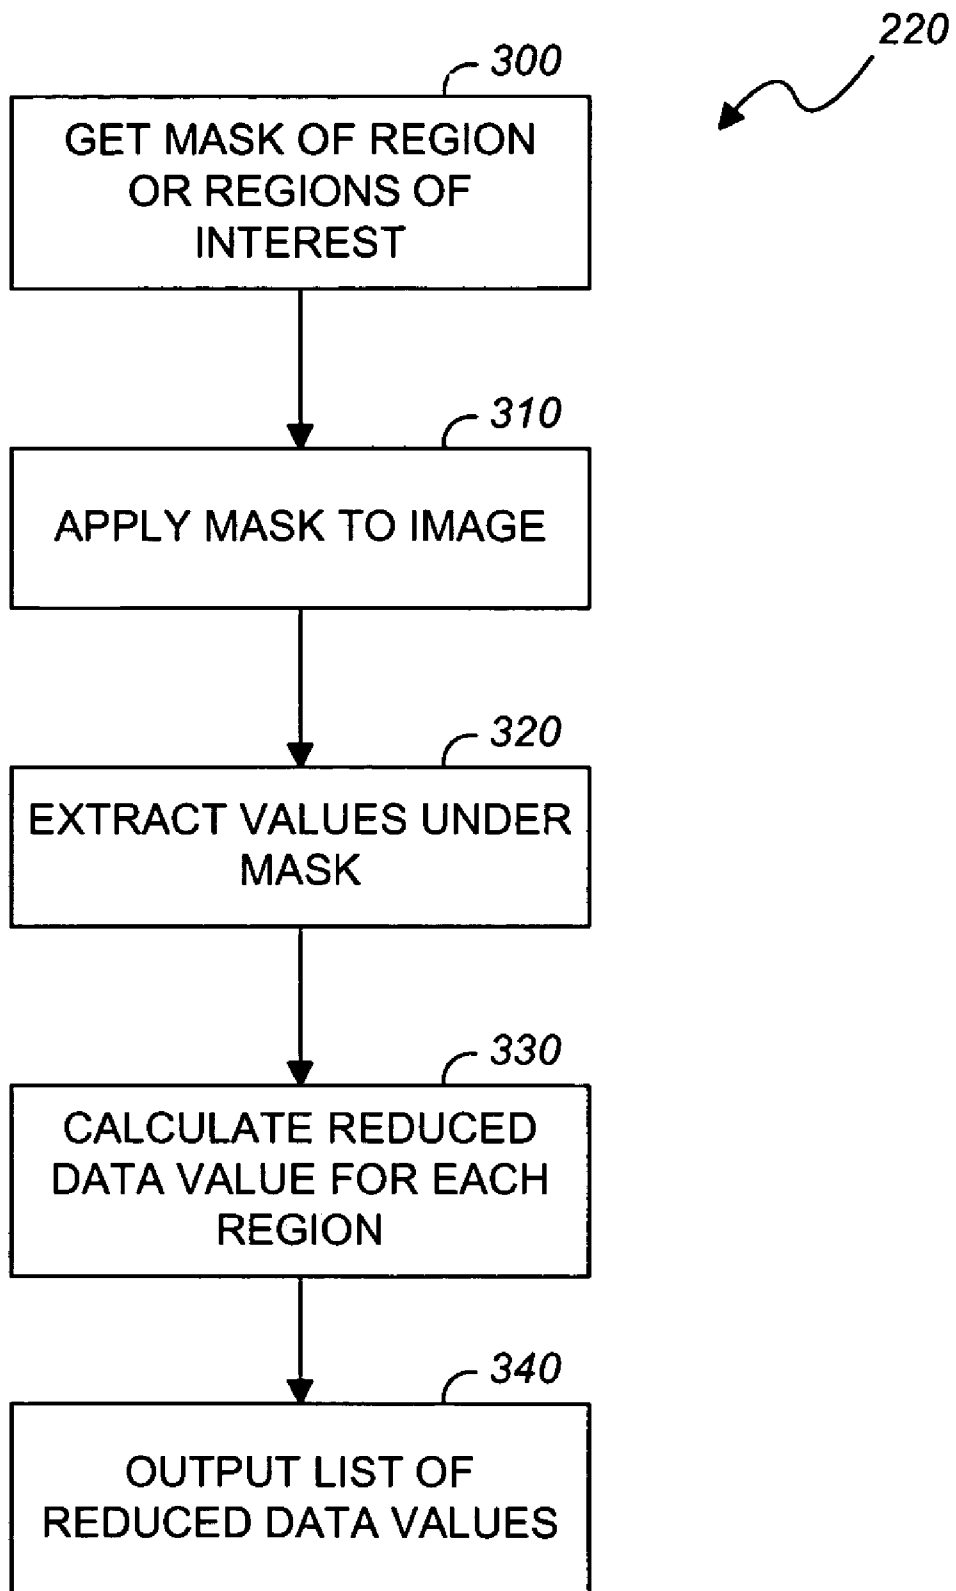 220
300
GET MASK OF REGION
OR REGIONS OF
INTEREST
310
APPLY MASK TO IMAGE
320
EXTRACT VALUES UNDER
MASK
330
CALCULATE REDUCED
DATA VALUE FOR EACH
REGION
340
OUTPUT LIST OF
REDUCED DATA VALUES